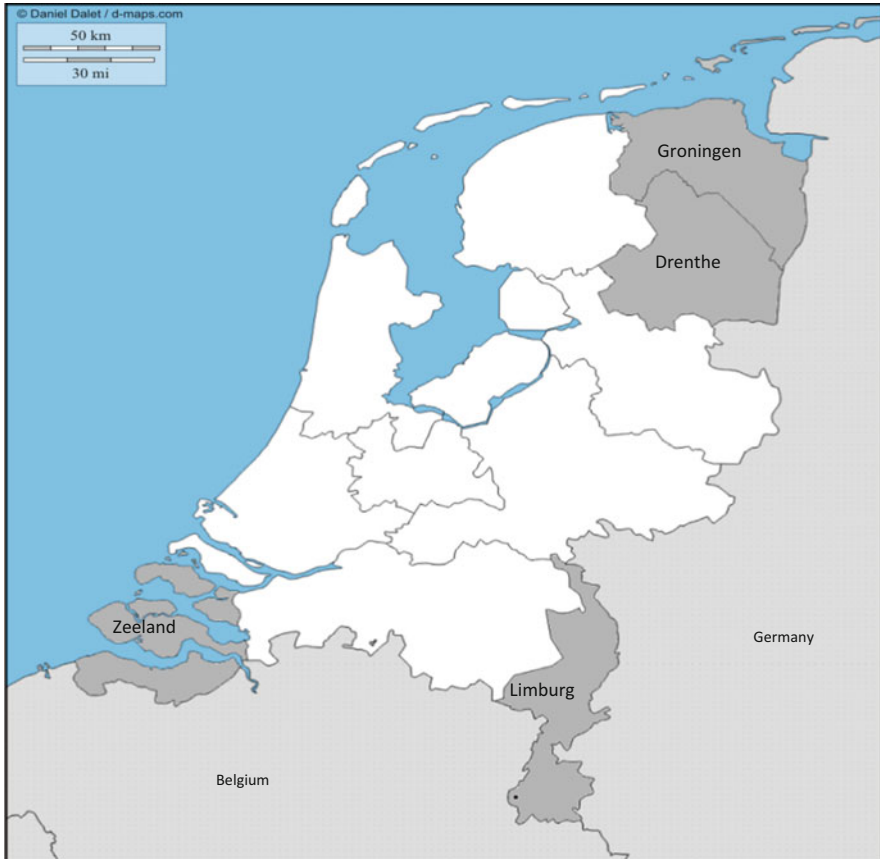 © Daniel Dalet / d-maps.com
50 km
30 mi
Groningen
Drenthe
Zeeland
Germany
Limburg
Belgium